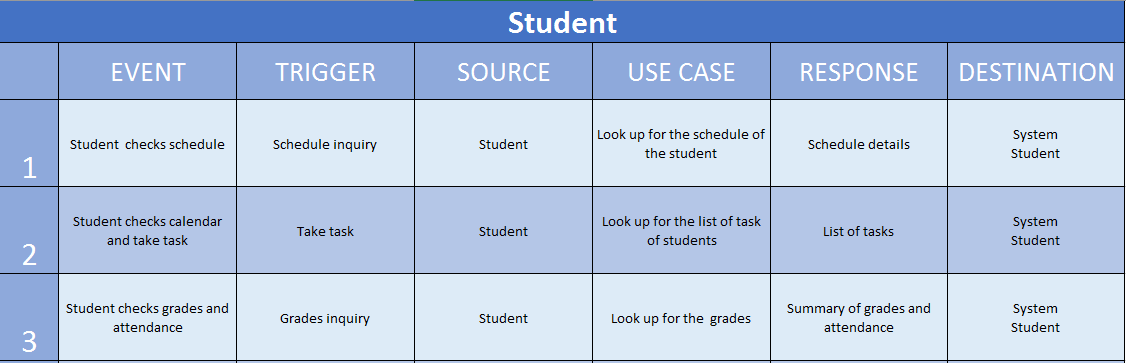 Student
EVENT TRIGGER SOURCE USE CASE RESPONSE DESTINATION
1 Student checks schedule Schedule inquiry Student Look up for the schedule of the student Schedule details System Student
2 Student checks calendar and take task Take task Student Look up for the list of task of students List of tasks System Student
3 Student checks grades and attendance Grades inquiry Student Look up for the grades Summary of grades and attendance System Student